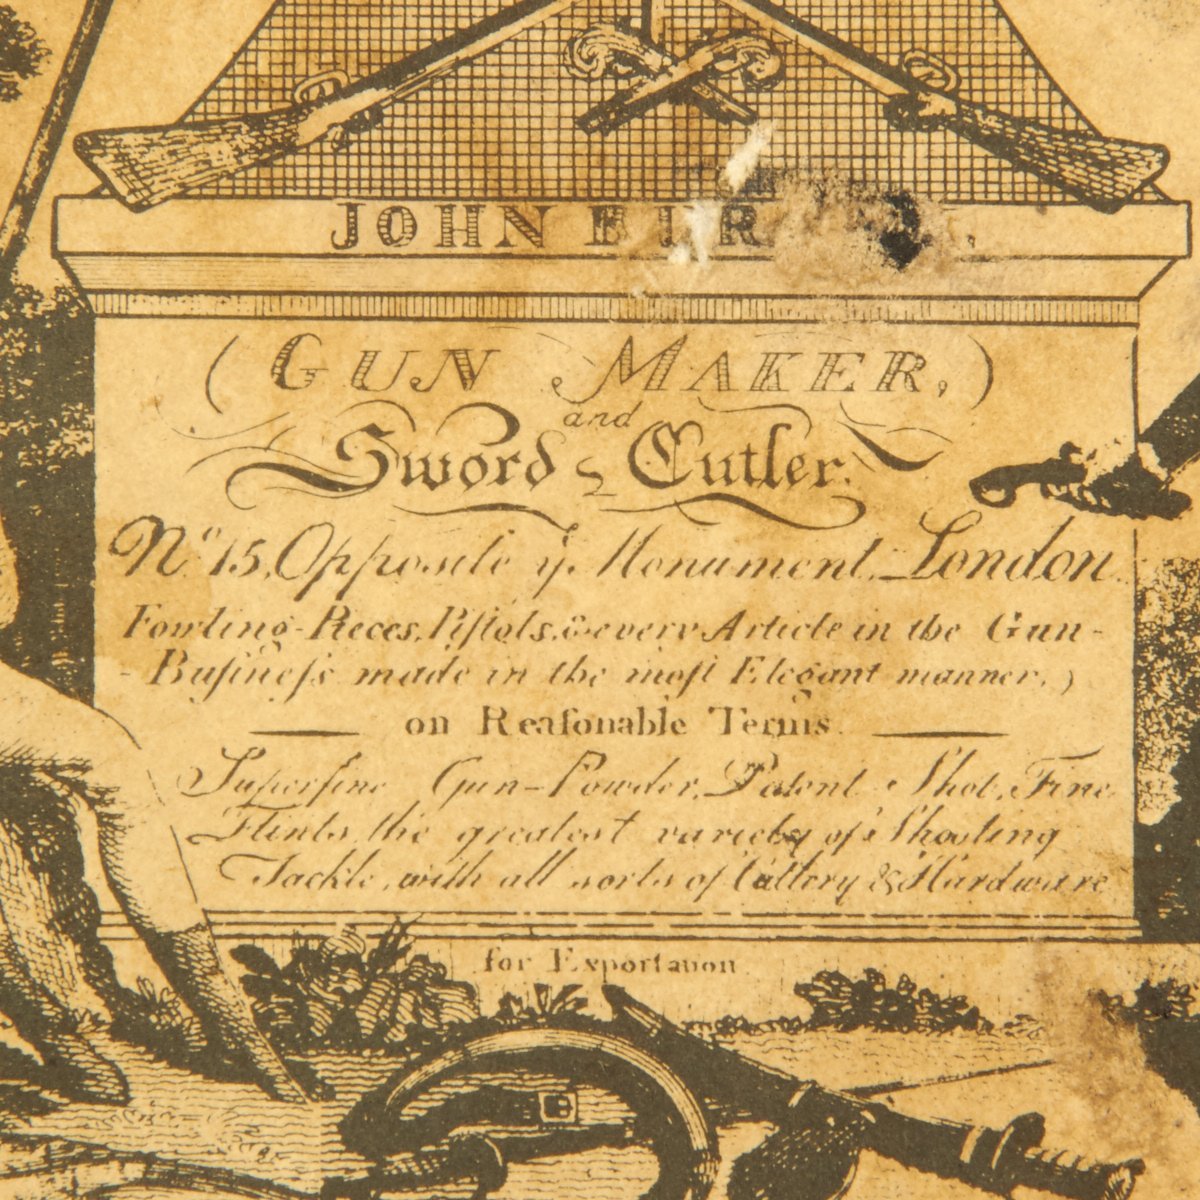 JOHN
(GUN MAKER,)
and
Sword Cutler.
No. 15, Opposite ye. Monument, London.
Fowling-Pieces, Piſtols, & every Article in the Gun-
-Buſineſs made in the moſt Elegant manner,
on Reaſonable Terms.
Superfine Gun-Powder, Patent Shot, Fine
Flints, the greatest variety of Shooting
Tackle, with all sorts of Cutlery & Hardware
for Exportation.